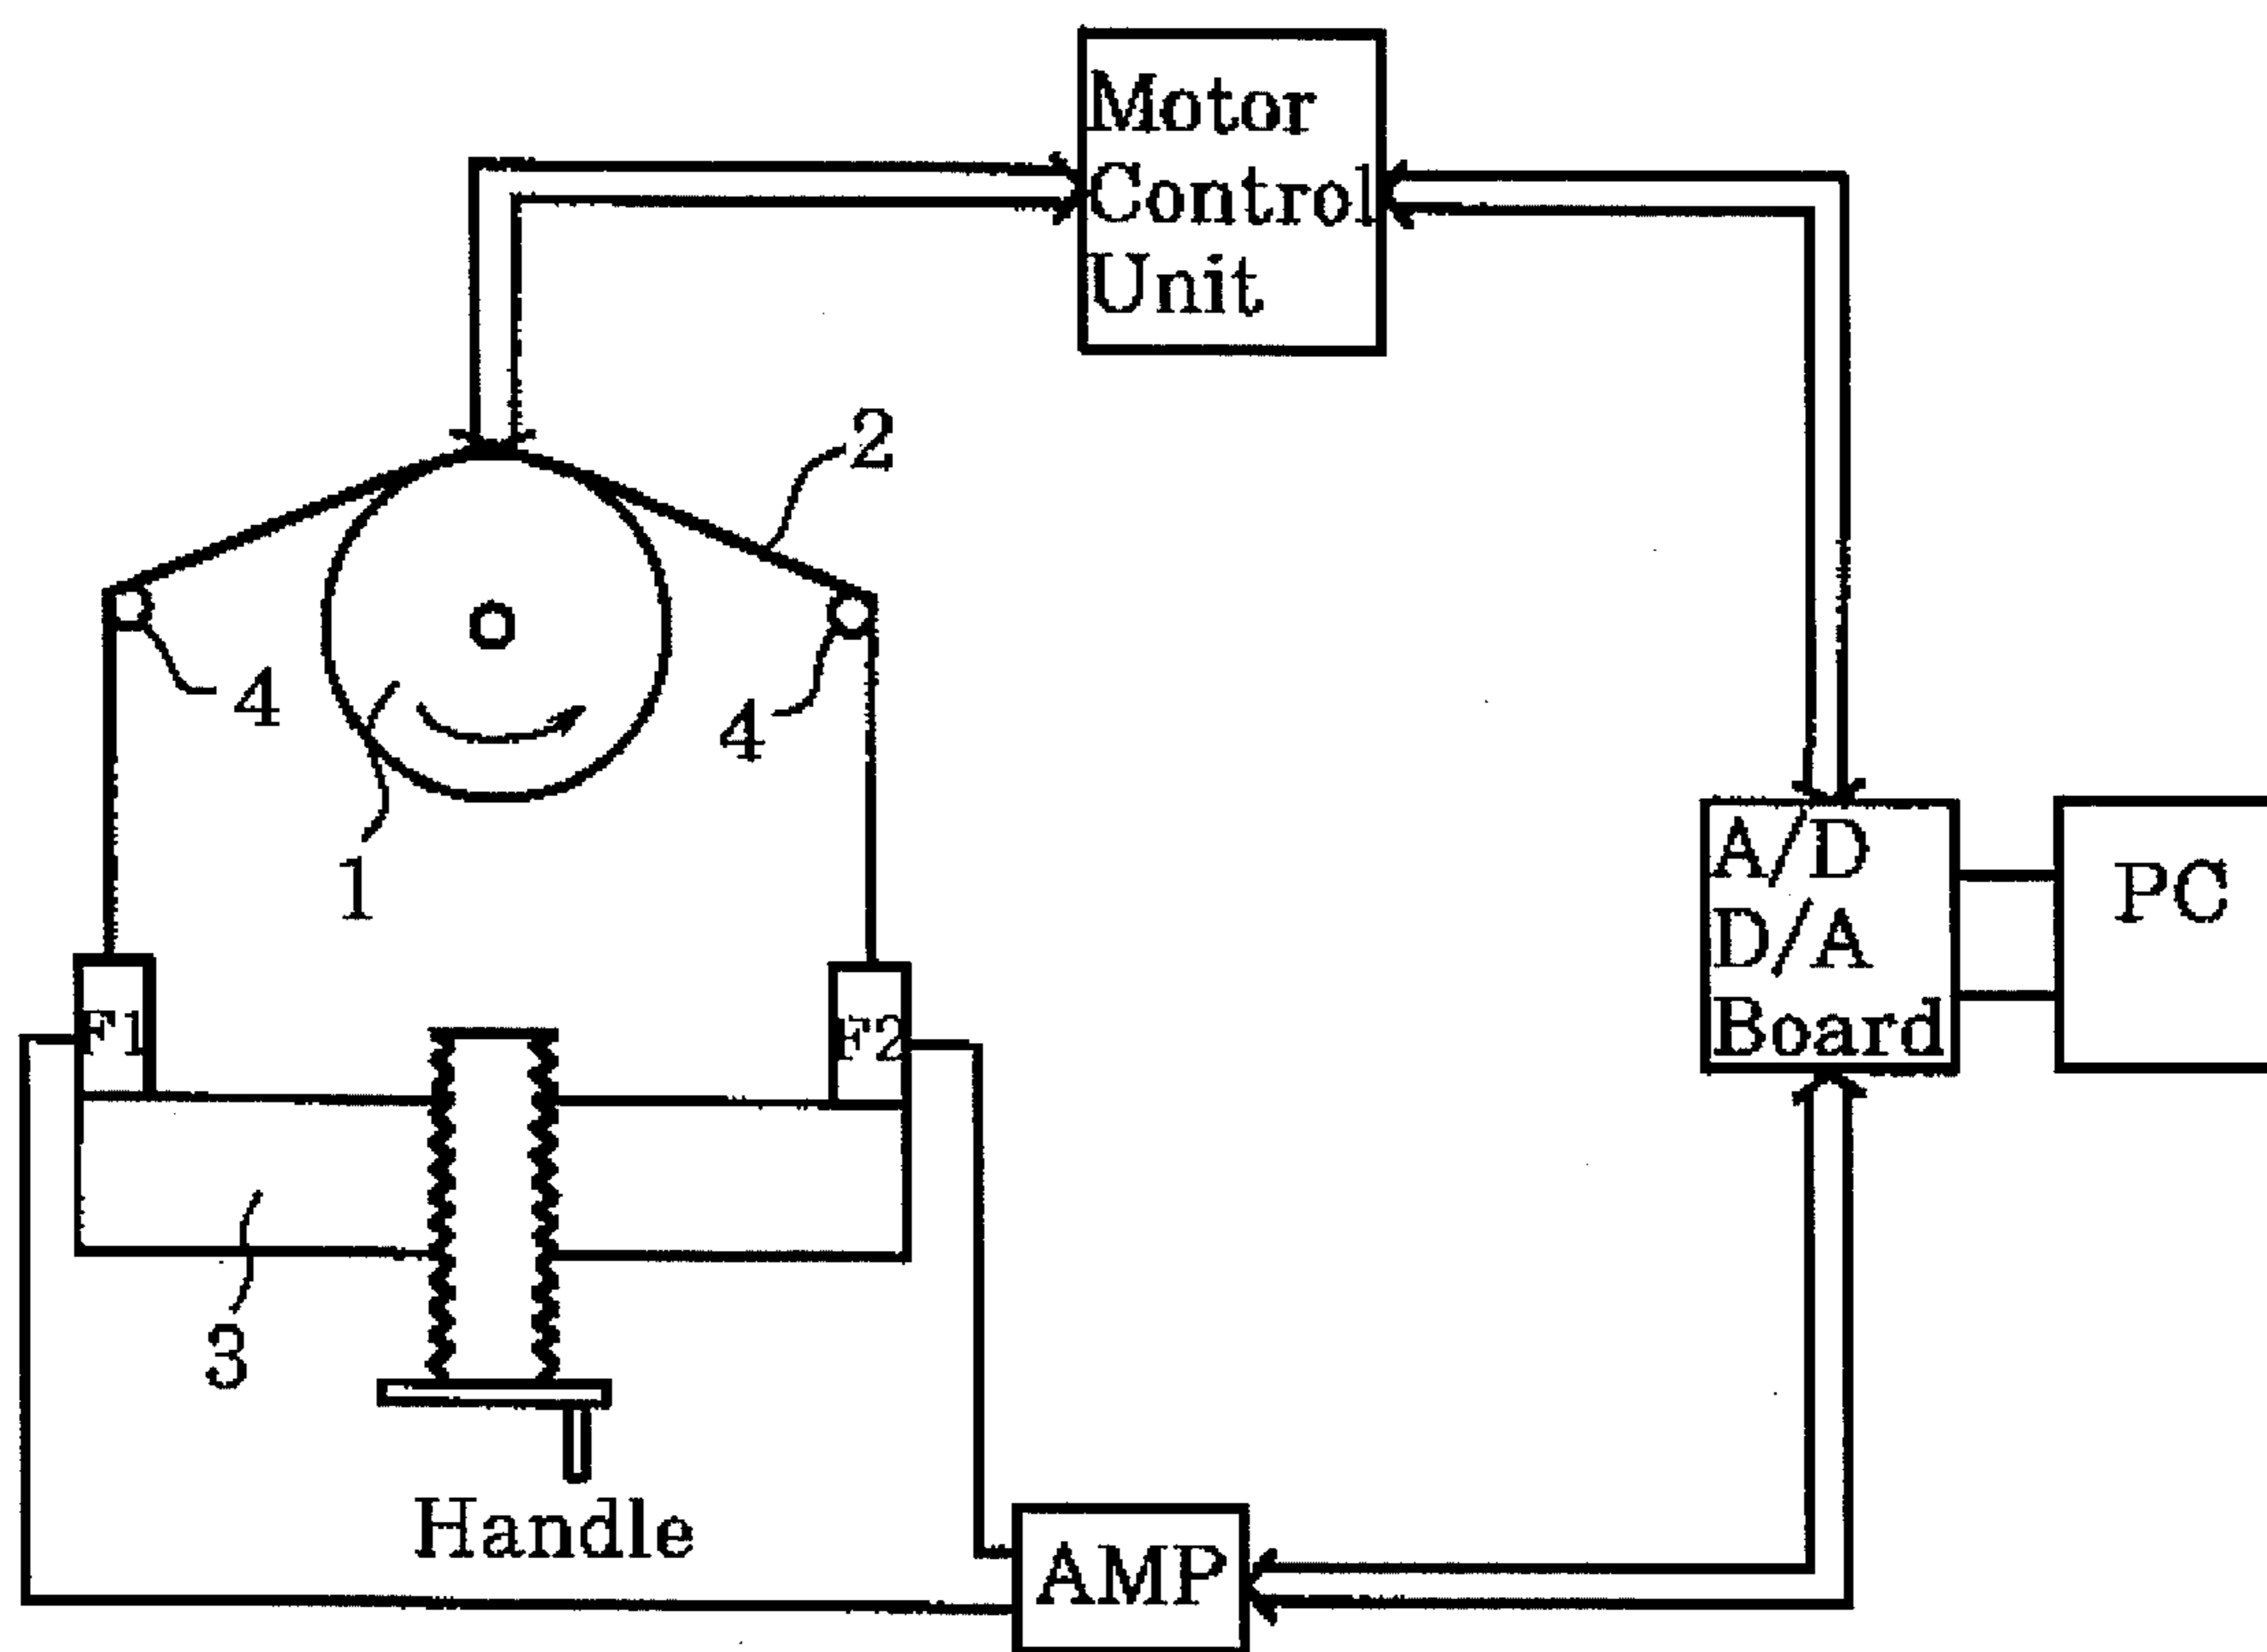 Motor
Control
Unit
2
4
4
1
A/D
D/A
Board
PC
F1
F2
3
Handle
AMP